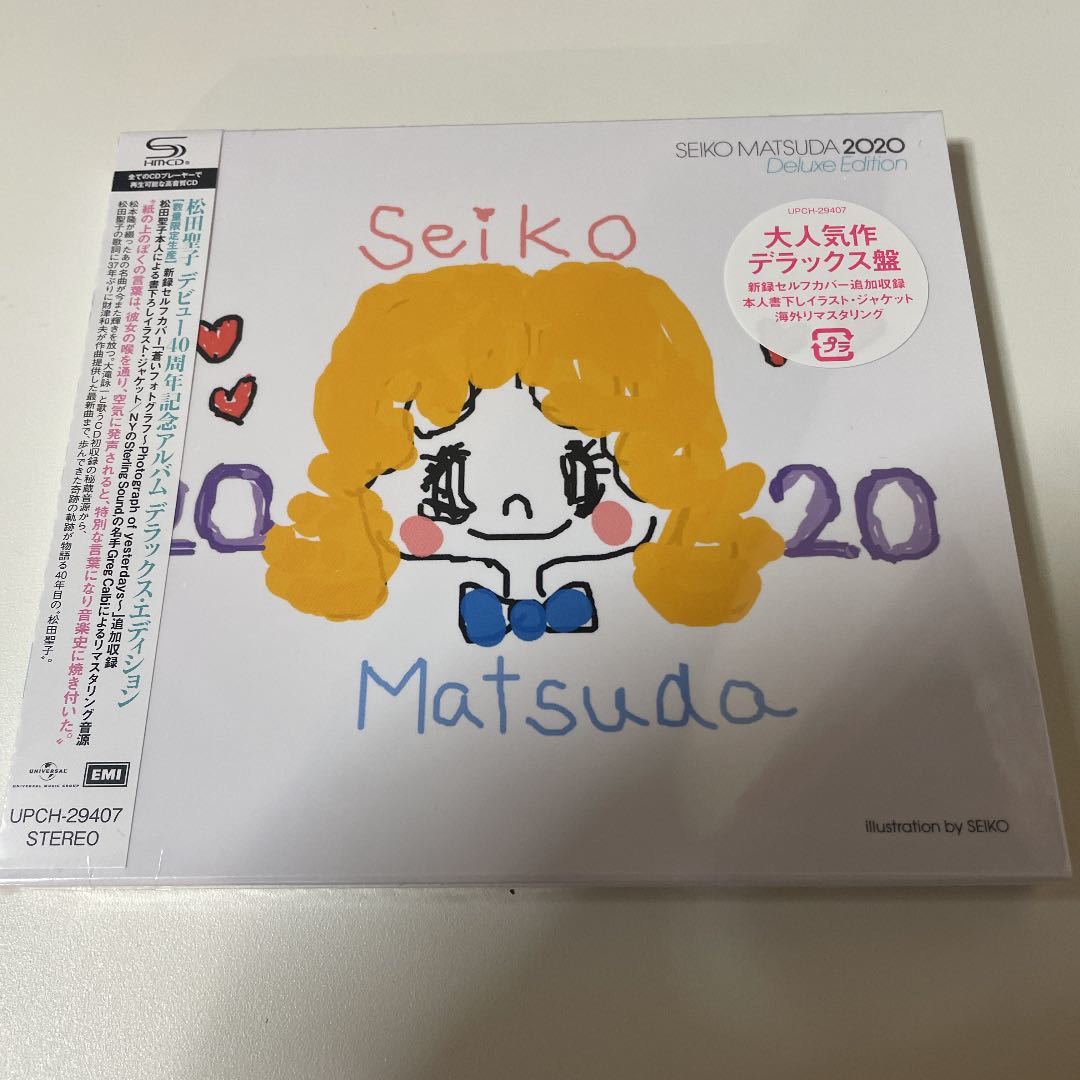 SHM-CD®
全てのCDプレーヤーで
再生可能な高音質CD
松田聖子 デビュー40周年記念アルバム デラックス・エディション
【数量限定生産】新録セルフカバー「蒼いフォトグラフ～Photograph of yesterdays～」追加収録
松田聖子本人による書下ろしイラスト・ジャケット／NYのSterling Sound.の名手Greg Calbiによるリマスタリング音源
“紙の上のぼくの言葉は、彼女の喉を通り、空気に発声されると、特別な言葉になり音楽史に焼き付いた。”
松本隆が綴ったあの名曲が今また輝きを放つ。大滝詠一と歌うCD初収録の秘蔵音源から、
松田聖子の歌詞に37年ぶりに財津和夫が作曲提供した最新曲まで、歩んできた奇跡の軌跡が物語る40年目の“松田聖子”。
UNIVERSAL
UNIVERSAL MUSIC GROUP
EMI
UPCH-29407
STEREO
SEIKO MATSUDA 2020
Deluxe Edition
UPCH-29407
大人気作
デラックス盤
新録セルフカバー追加収録
本人書下しイラスト・ジャケット
海外リマスタリング
プラ
Seiko
20 20
Matsuda
illustration by SEIKO